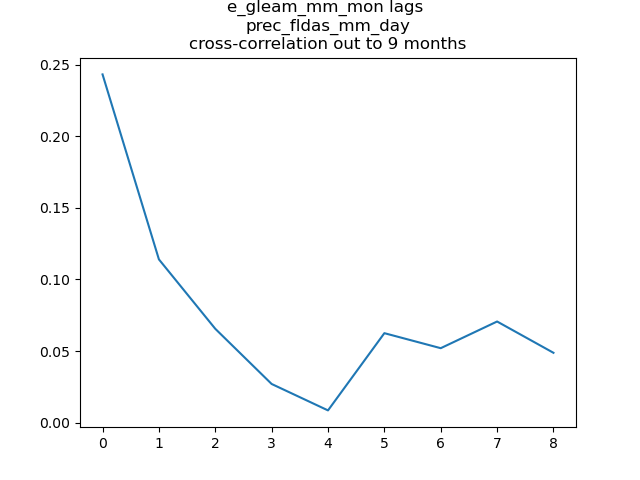 e_gleam_mm_mon lags
prec_fldas_mm_day
cross-correlation out to 9 months
0.25
0.20
0.15
0.10
0.05
0.00
0 1 2 3 4 5 6 7 8